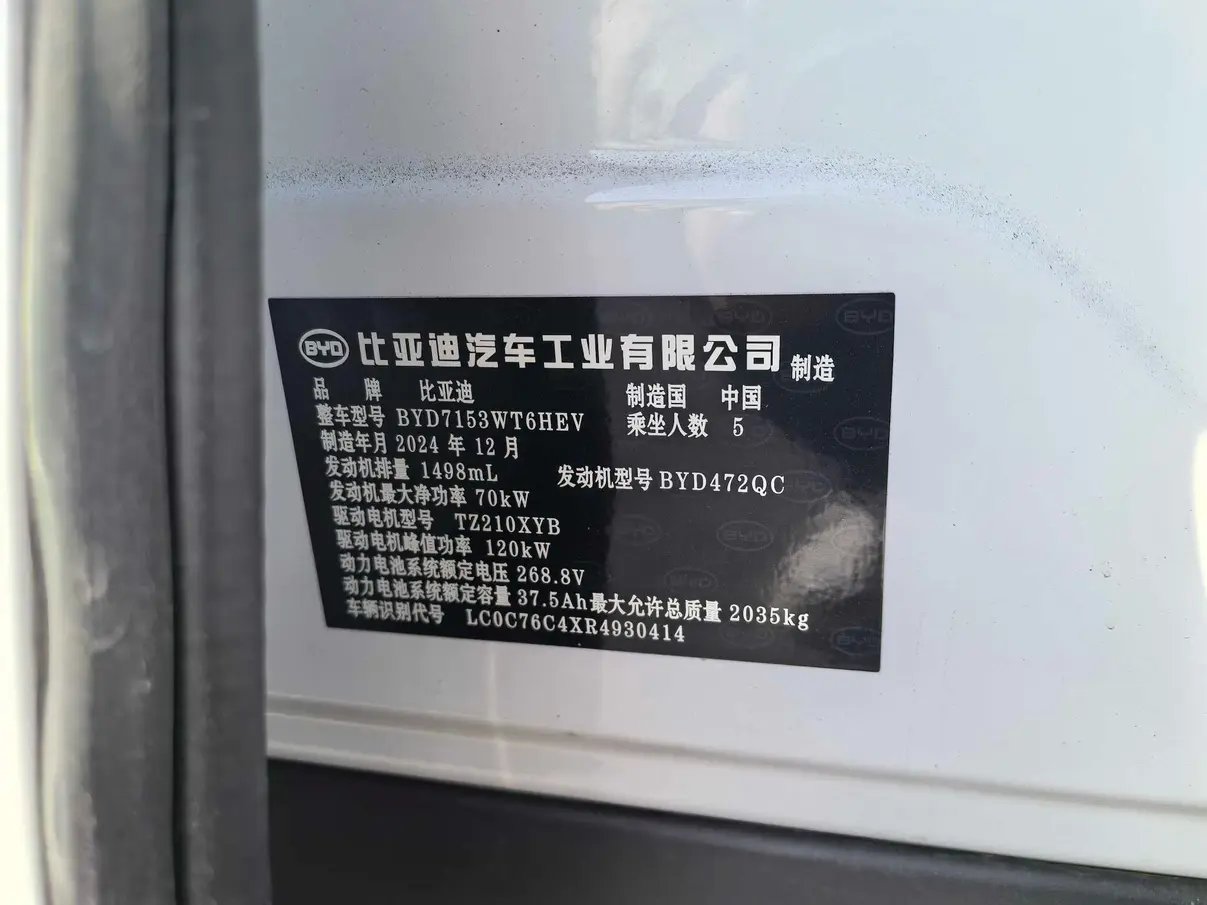 BYD 比亚迪汽车工业有限公司 制造
品 牌 比亚迪 制造国 中国
整车型号 BYD7153WT6HEV 乘坐人数 5
制造年月 2024 年 12 月
发动机排量 1498mL 发动机型号 BYD472QC
发动机最大净功率 70kW
驱动电机型号 TZ210XYB
驱动电机峰值功率 120kW
动力电池系统额定电压 268.8V
动力电池系统额定容量 37.5Ah 最大允许总质量 2035kg
车辆识别代号 LC0C76C4XR4930414